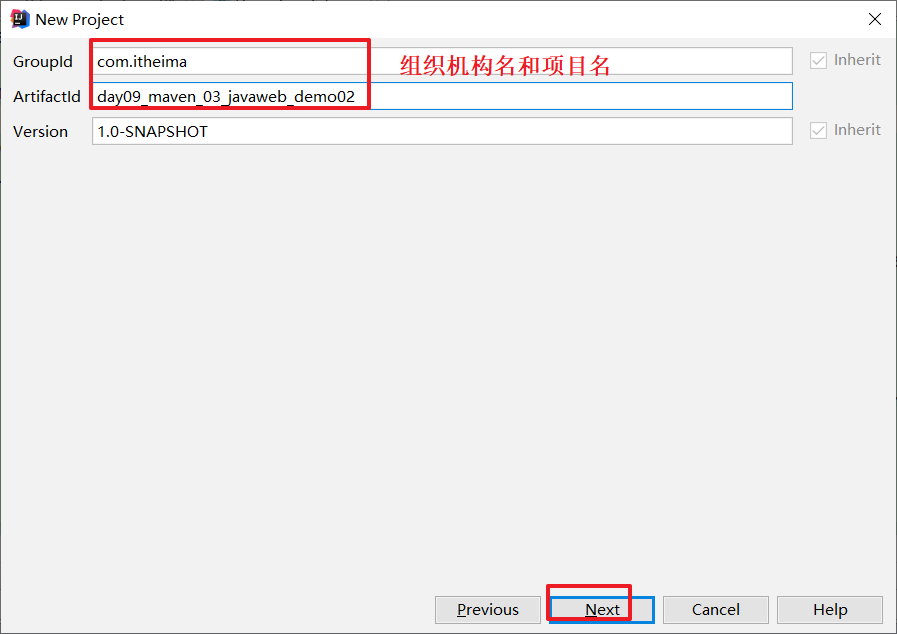 New Project
GroupId com.itheima 组织机构名和项目名 Inherit
ArtifactId day09_maven_03_javaweb_demo02
Version 1.0-SNAPSHOT Inherit
Previous Next Cancel Help